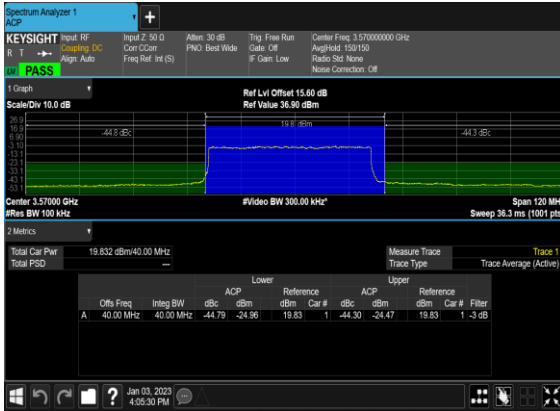 Spectrum Analyzer 1
ACP
+
KEYSIGHT Input: RF Input Z: 50 Ω Atten: 30 dB Trig: Free Run Center Freq: 3.570000000 GHz
R T Coupling: DC Corr CCorr PNO: Best Wide Gate: Off Avg|Hold: 150/150
Align: Auto Freq Ref: Int (S) IF Gain: Low Radio Std: None
PASS Noise Correction: Off
1 Graph Ref Lvl Offset 15.60 dB
Scale/Div 10.0 dB Ref Value 36.90 dBm
26.9
16.9 19.8 dBm
6.90 -44.8 dBc -44.3 dBc
-3.10
-13.1
-23.1
-33.1
-43.1
-53.1
Center 3.57000 GHz #Video BW 300.00 kHz* Span 120 MH
#Res BW 100 kHz Sweep 36.3 ms (1001 pts
2 Metrics
Total Car Pwr 19.832 dBm/40.00 MHz Measure Trace Trace 1
Total PSD --- Trace Type Trace Average (Active)
Lower Upper
ACP Reference ACP Reference
Offs Freq Integ BW dBc dBm dBm Car # dBc dBm dBm Car # Filter
A 40.00 MHz 40.00 MHz -44.79 -24.96 19.83 1 -44.30 -24.47 19.83 1 -3 dB
? Jan 03, 2023
4:05:30 PM